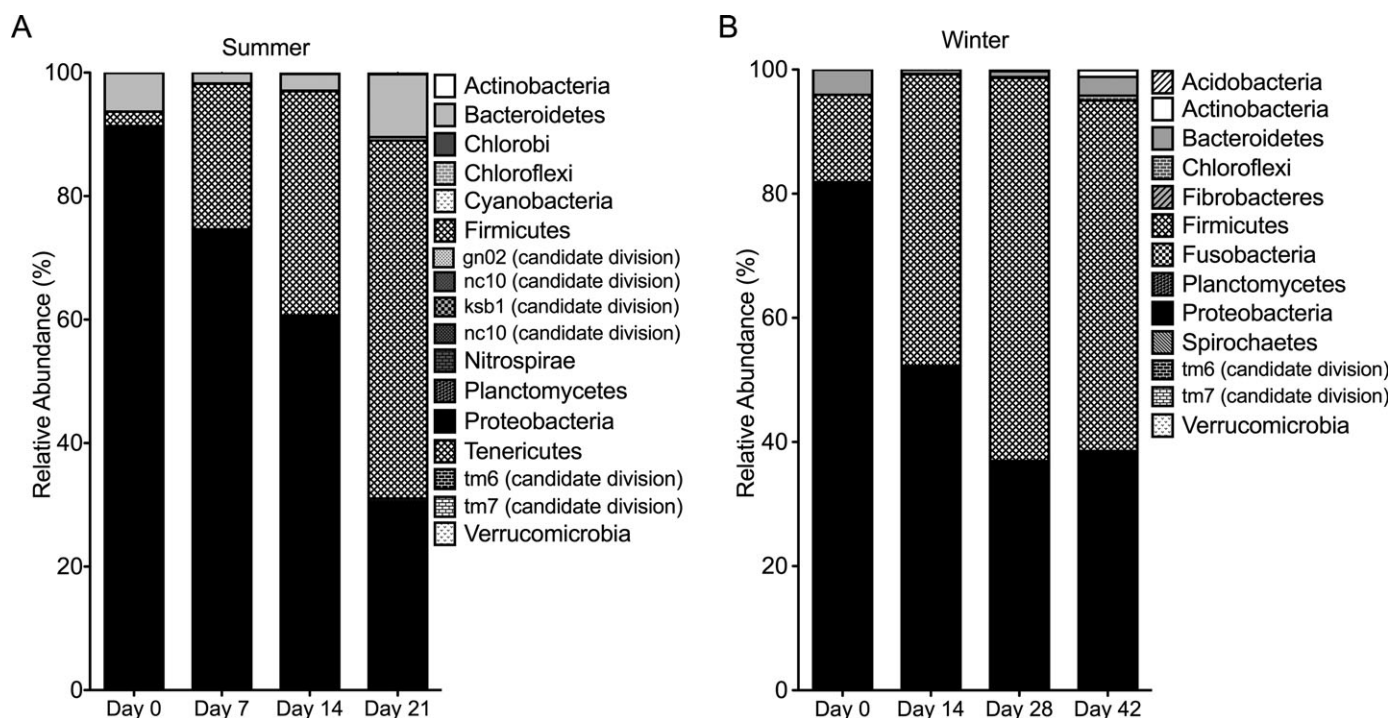 A
Summer
Relative Abundance (%)
100
80
60
40
20
0
Day 0 Day 7 Day 14 Day 21
Actinobacteria
Bacteroidetes
Chlorobi
Chloroflexi
Cyanobacteria
Firmicutes
gn02 (candidate division)
nc10 (candidate division)
ksb1 (candidate division)
nc10 (candidate division)
Nitrospirae
Planctomycetes
Proteobacteria
Tenericutes
tm6 (candidate division)
tm7 (candidate division)
Verrucomicrobia
B
Winter
Relative Abundance (%)
100
80
60
40
20
0
Day 0 Day 14 Day 28 Day 42
Acidobacteria
Actinobacteria
Bacteroidetes
Chloroflexi
Fibrobacteres
Firmicutes
Fusobacteria
Planctomycetes
Proteobacteria
Spirochaetes
tm6 (candidate division)
tm7 (candidate division)
Verrucomicrobia